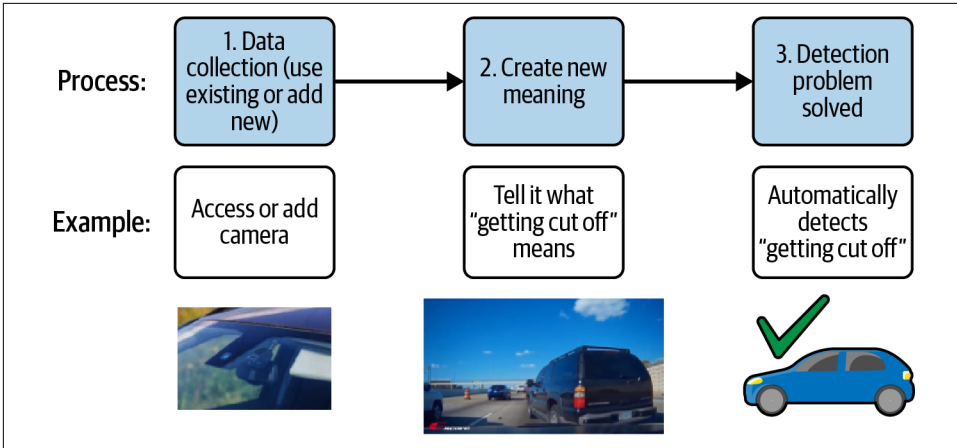 Process:
1. Data
collection (use
existing or add
new)
2. Create new
meaning
3. Detection
problem
solved
Example:
Access or add
camera
Tell it what
“getting cut off”
means
Automatically
detects
“getting cut off”